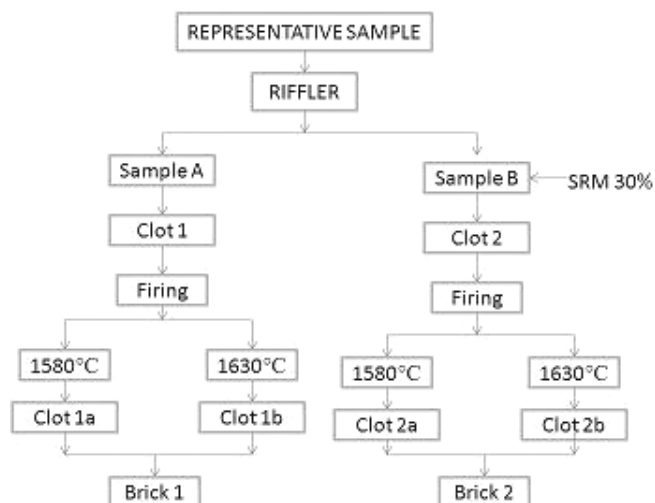 REPRESENTATIVE SAMPLE
RIFFLER
Sample A
Sample B
SRM 30%
Clot 1
Clot 2
Firing
Firing
1580°C
1630°C
1580°C
1630°C
Clot 1a
Clot 1b
Clot 2a
Clot 2b
Brick 1
Brick 2